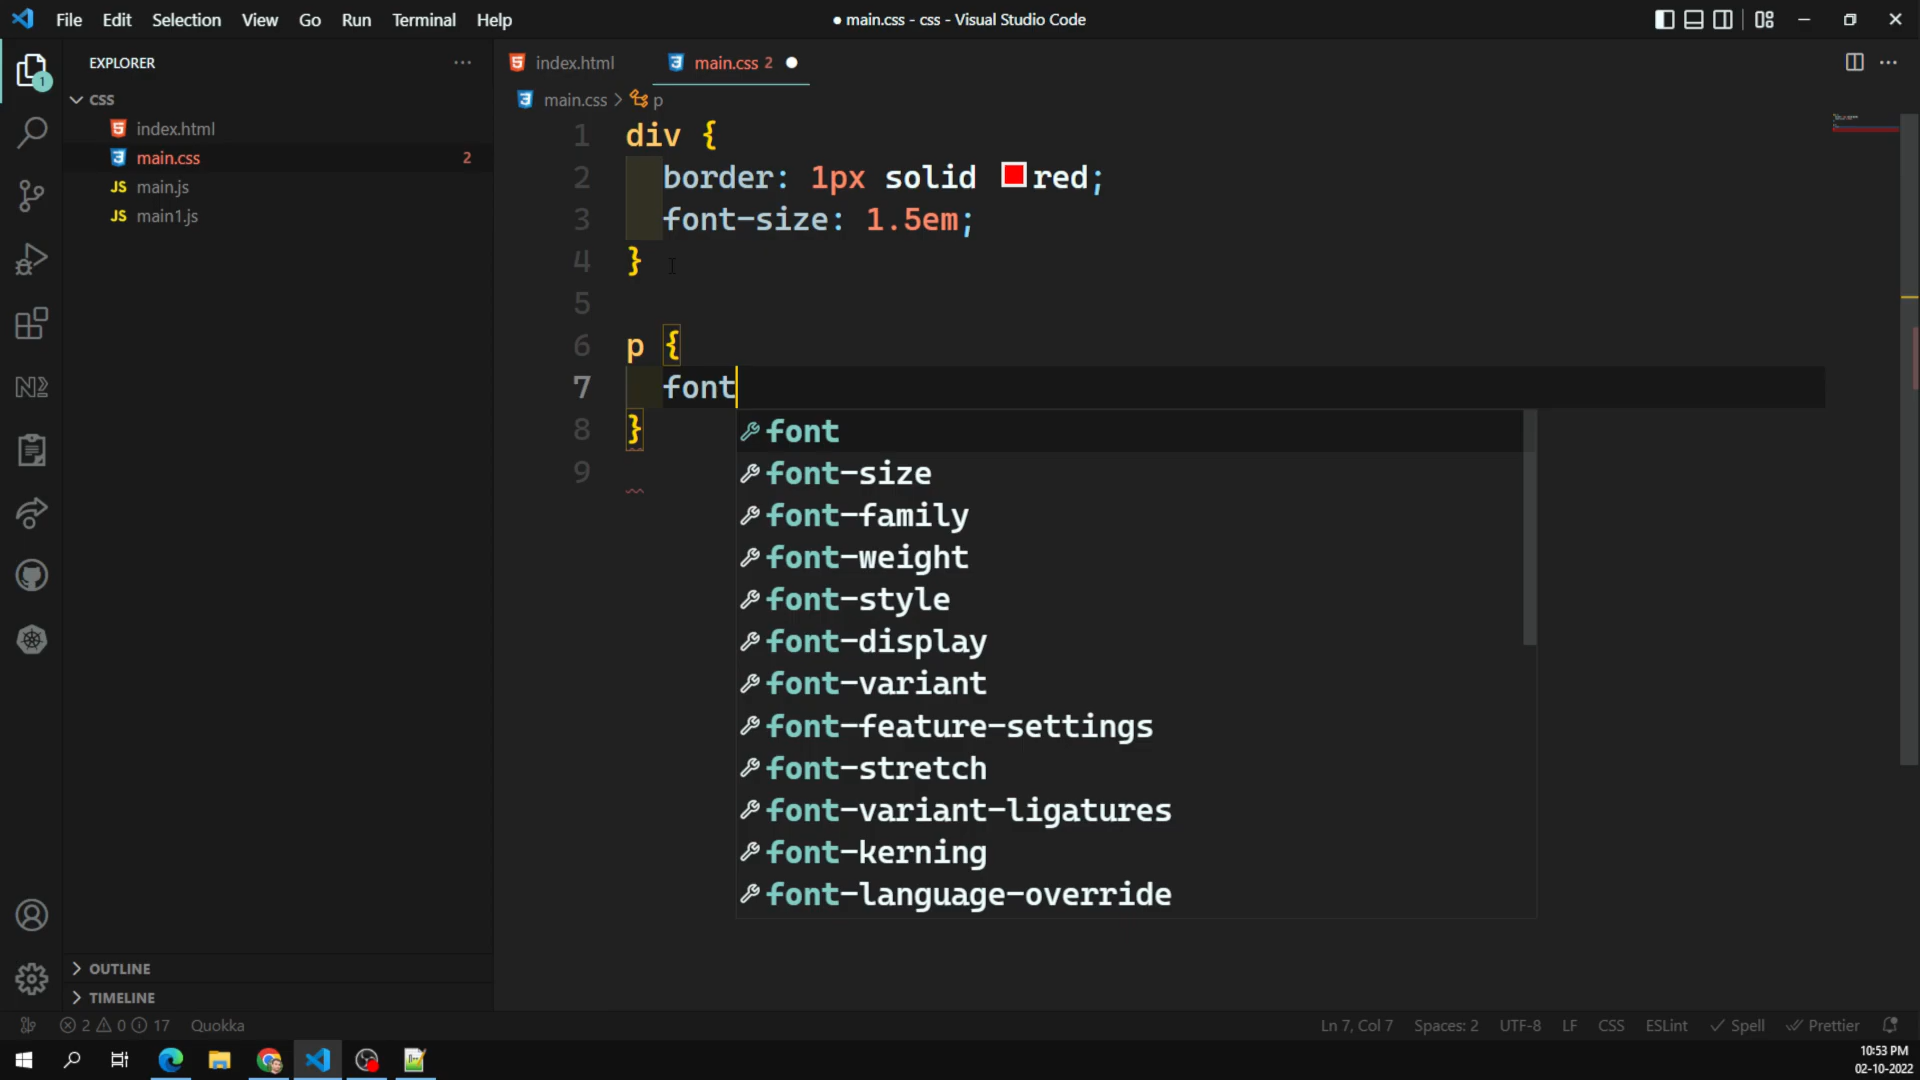 File Edit Selection View Go Run Terminal Help
● main.css - css - Visual Studio Code
EXPLORER
CSS
index.html
main.css 2
JS main.js
JS main1.js
OUTLINE
TIMELINE
index.html
main.css 2
main.css > p
1 div {
2 border: 1px solid red;
3 font-size: 1.5em;
4 }
5
6 p {
7 font
8 }
9
font
font-size
font-family
font-weight
font-style
font-display
font-variant
font-feature-settings
font-stretch
font-variant-ligatures
font-kerning
font-language-override
1
2 0 17 Quokka
Ln 7, Col 7 Spaces: 2 UTF-8 LF CSS ESLint Spell Prettier
10:53 PM
02-10-2022